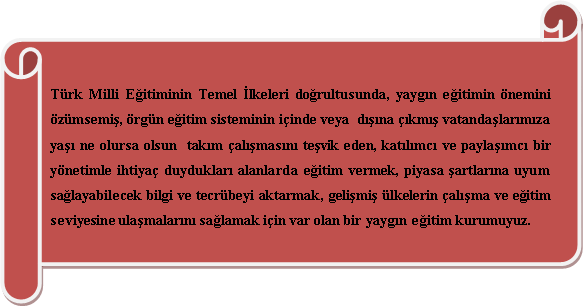 Türk Milli Eğitiminin Temel İlkeleri doğrultusunda, yaygın eğitimin önemini
özümsemiş, örgün eğitim sisteminin içinde veya dışına çıkmış vatandaşlarımıza
yaşı ne olursa olsun takım çalışmasını teşvik eden, katılımcı ve paylaşımcı bir
yönetimle ihtiyaç duydukları alanlarda eğitim vermek, piyasa şartlarına uyum
sağlayabilecek bilgi ve tecrübeyi aktarmak, gelişmiş ülkelerin çalışma ve eğitim
seviyesine ulaşmalarını sağlamak için var olan bir yaygın eğitim kurumuyuz.